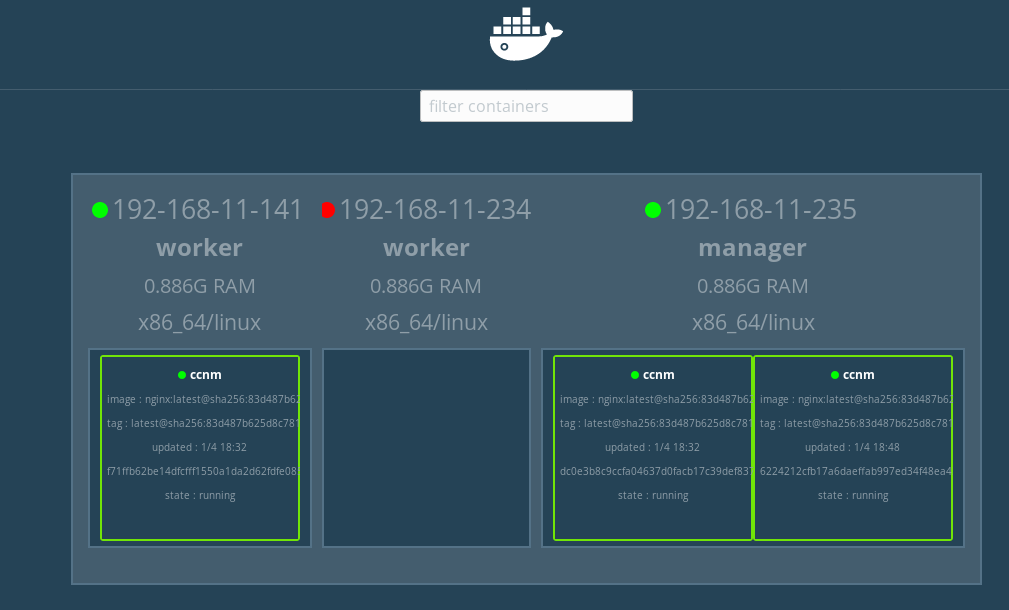 filter containers
192-168-11-141
worker
0.886G RAM
x86_64/linux
ccnm
image : nginx:latest@sha256:83d487b62
tag : latest@sha256:83d487b625d8c781
updated : 1/4 18:32
f71ffb62be14dfcfff1550a1da2d62fdfe08
state : running
192-168-11-234
worker
0.886G RAM
x86_64/linux
192-168-11-235
manager
0.886G RAM
x86_64/linux
ccnm
image : nginx:latest@sha256:83d487b62
tag : latest@sha256:83d487b625d8c781
updated : 1/4 18:32
dc0e3b8c9ccfa04637d0facb17c39def837
state : running
ccnm
image : nginx:latest@sha256:83d487b62
tag : latest@sha256:83d487b625d8c781
updated : 1/4 18:48
6224212cfb17a6daeffab997ed34f48ea4
state : running